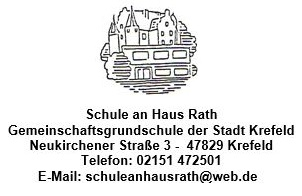 Schule an Haus Rath
Gemeinschaftsgrundschule der Stadt Krefeld
Neukirchener Straße 3 - 47829 Krefeld
Telefon: 02151 472501
E-Mail: schuleanhausrath@web.de